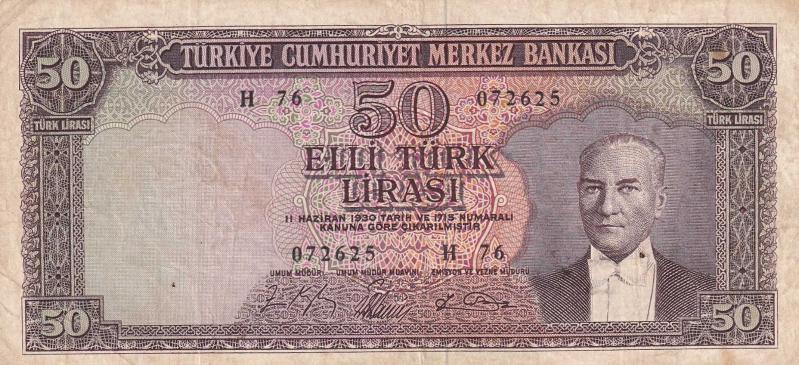 TÜRKİYE CUMHURİYET MERKEZ BANKASI
50
50
H 76 50 072625
TÜRK LİRASI
TÜRK LİRASI
ELLİ TÜRK
LİRASI
11 HAZİRAN 1930 TARİH VE 1715 NUMARALI
KANUNA GÖRE ÇIKARILMIŞTIR
072625 H 76
UMUM MÜDÜR UMUM MÜDÜR MUAVİNİ EMİSYON VE VEZNE MÜDÜRÜ
50
50